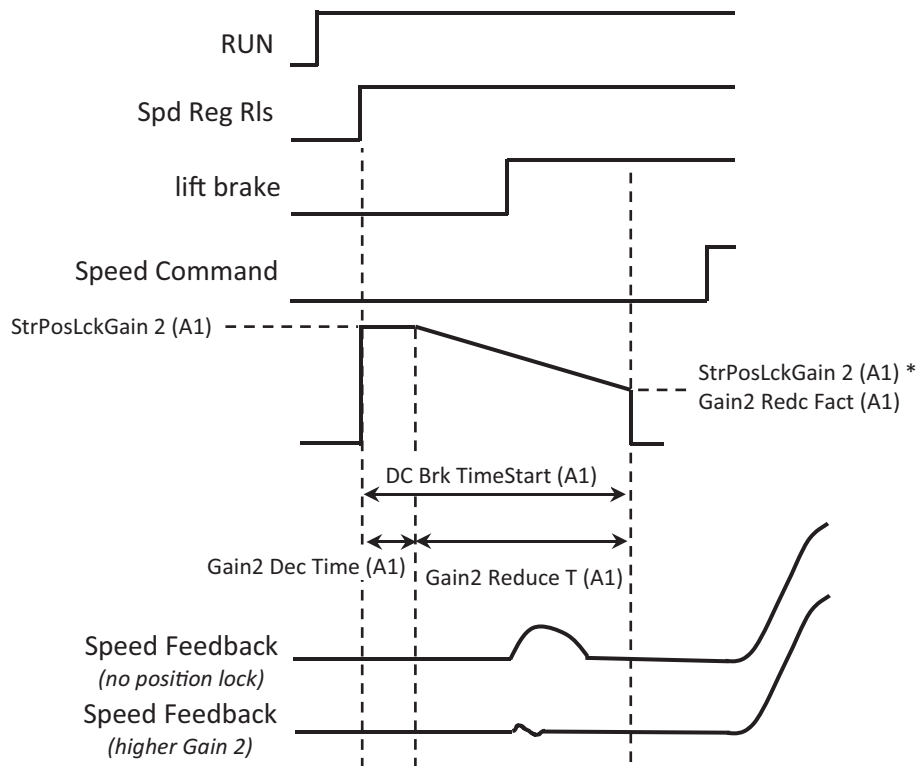 RUN
Spd Reg Rls
lift brake
Speed Command
StrPosLckGain 2 (A1)
StrPosLckGain 2 (A1) *
Gain2 Redc Fact (A1)
DC Brk TimeStart (A1)
Gain2 Dec Time (A1)
Gain2 Reduce T (A1)
Speed Feedback
(no position lock)
Speed Feedback
(higher Gain 2)